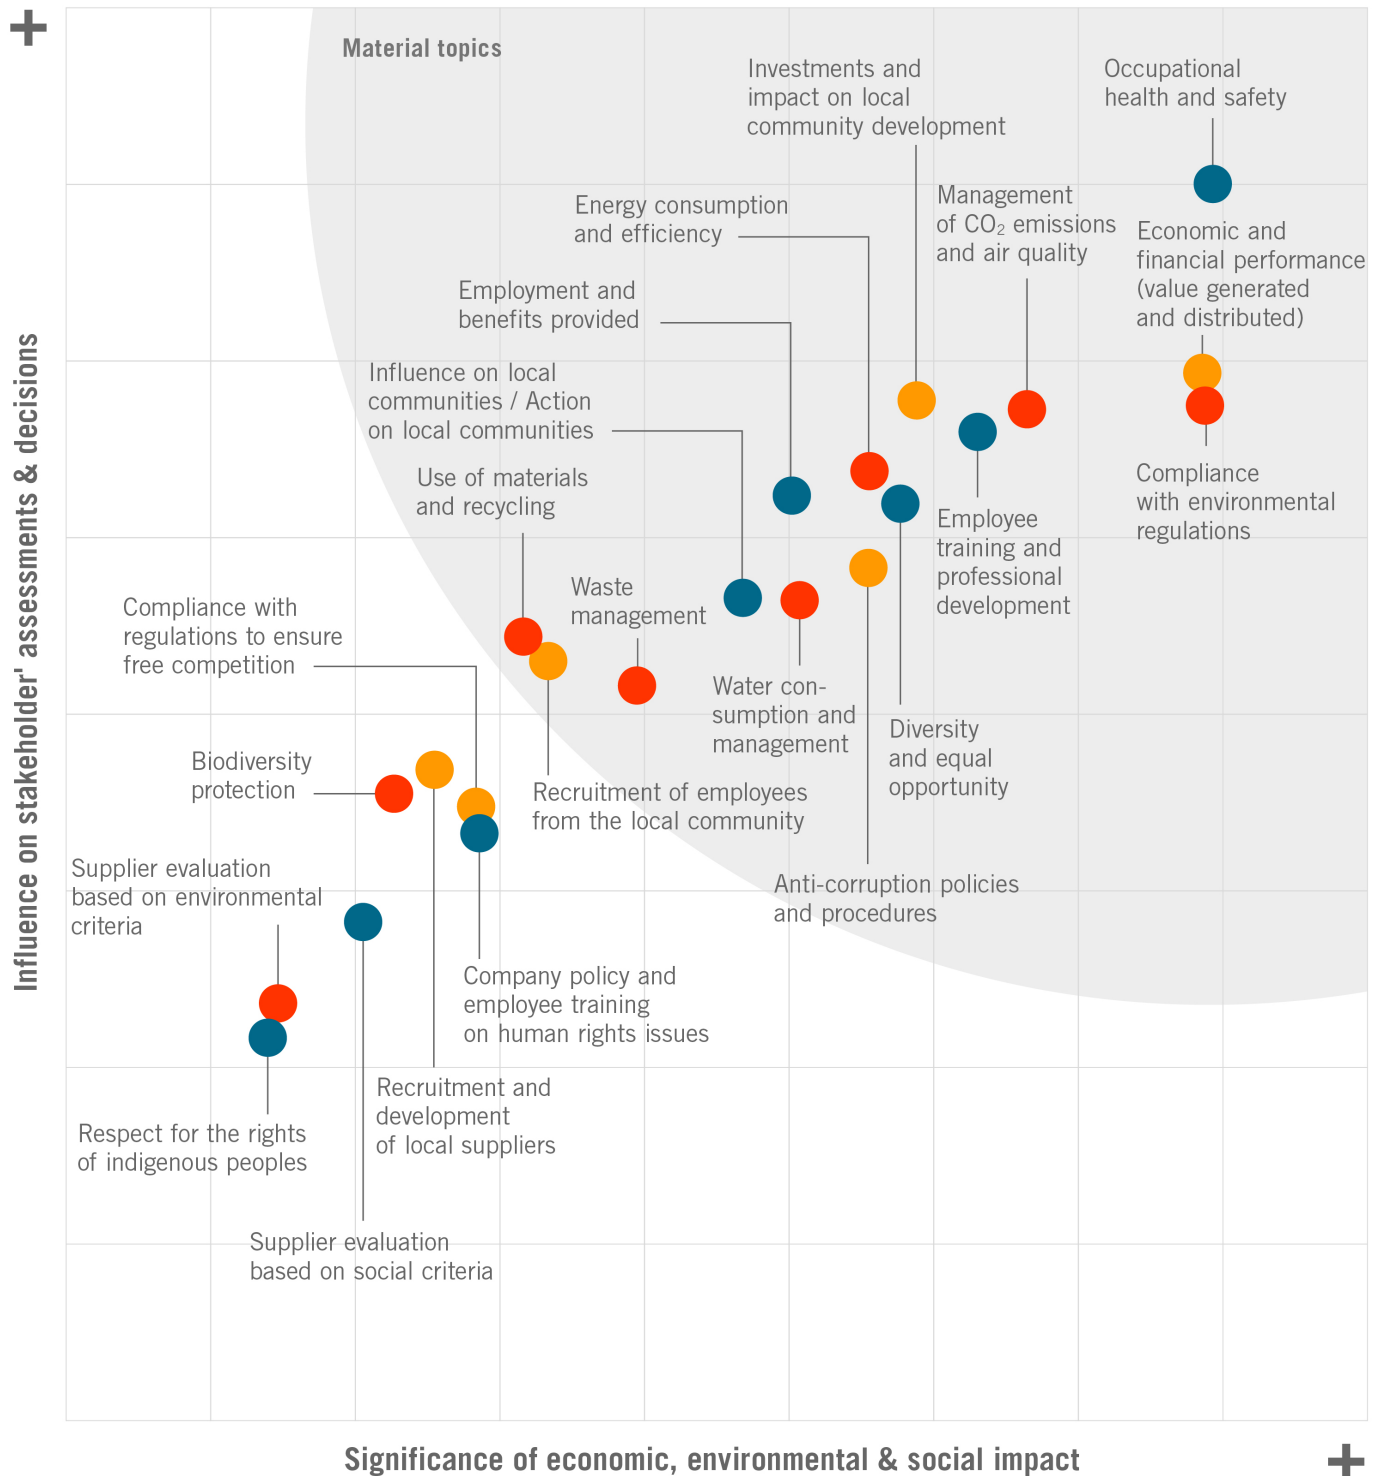 Material topics
Investments and
impact on local
community development
Occupational
health and safety
Energy consumption
and efficiency
Management
of CO₂ emissions
and air quality
Economic and
financial performance
(value generated
and distributed)
Employment and
benefits provided
Influence on local
communities / Action
on local communities
Use of materials
and recycling
Compliance
with environmental
regulations
Employee
training and
professional
development
Waste
management
Compliance with
regulations to ensure
free competition
Water con-
sumption and
management
Diversity
and equal
opportunity
Biodiversity
protection
Recruitment of employees
from the local community
Supplier evaluation
based on environmental
criteria
Anti-corruption policies
and procedures
Company policy and
employee training
on human rights issues
Recruitment and
development
of local suppliers
Respect for the rights
of indigenous peoples
Supplier evaluation
based on social criteria
Influence on stakeholder' assessments & decisions
Significance of economic, environmental & social impact